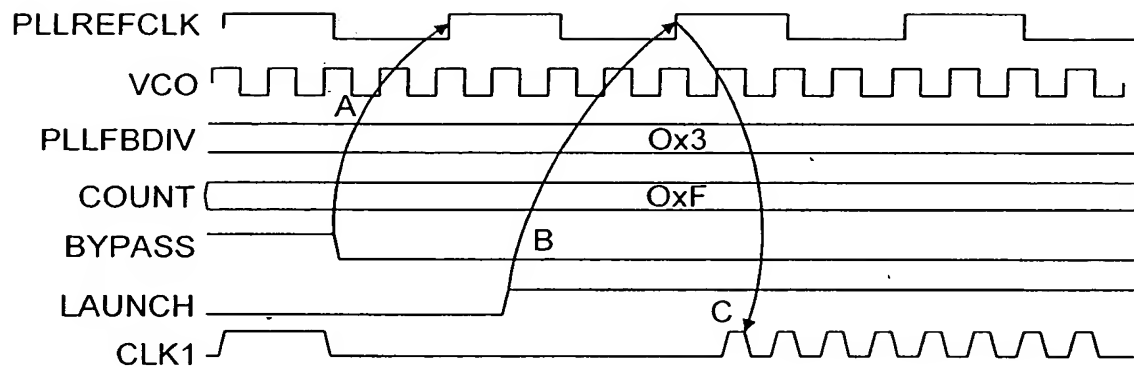 PLLREFCLK
VCO
A
PLLFBDIV
Ox3
COUNT
OxF
BYPASS
B
LAUNCH
C
CLK1